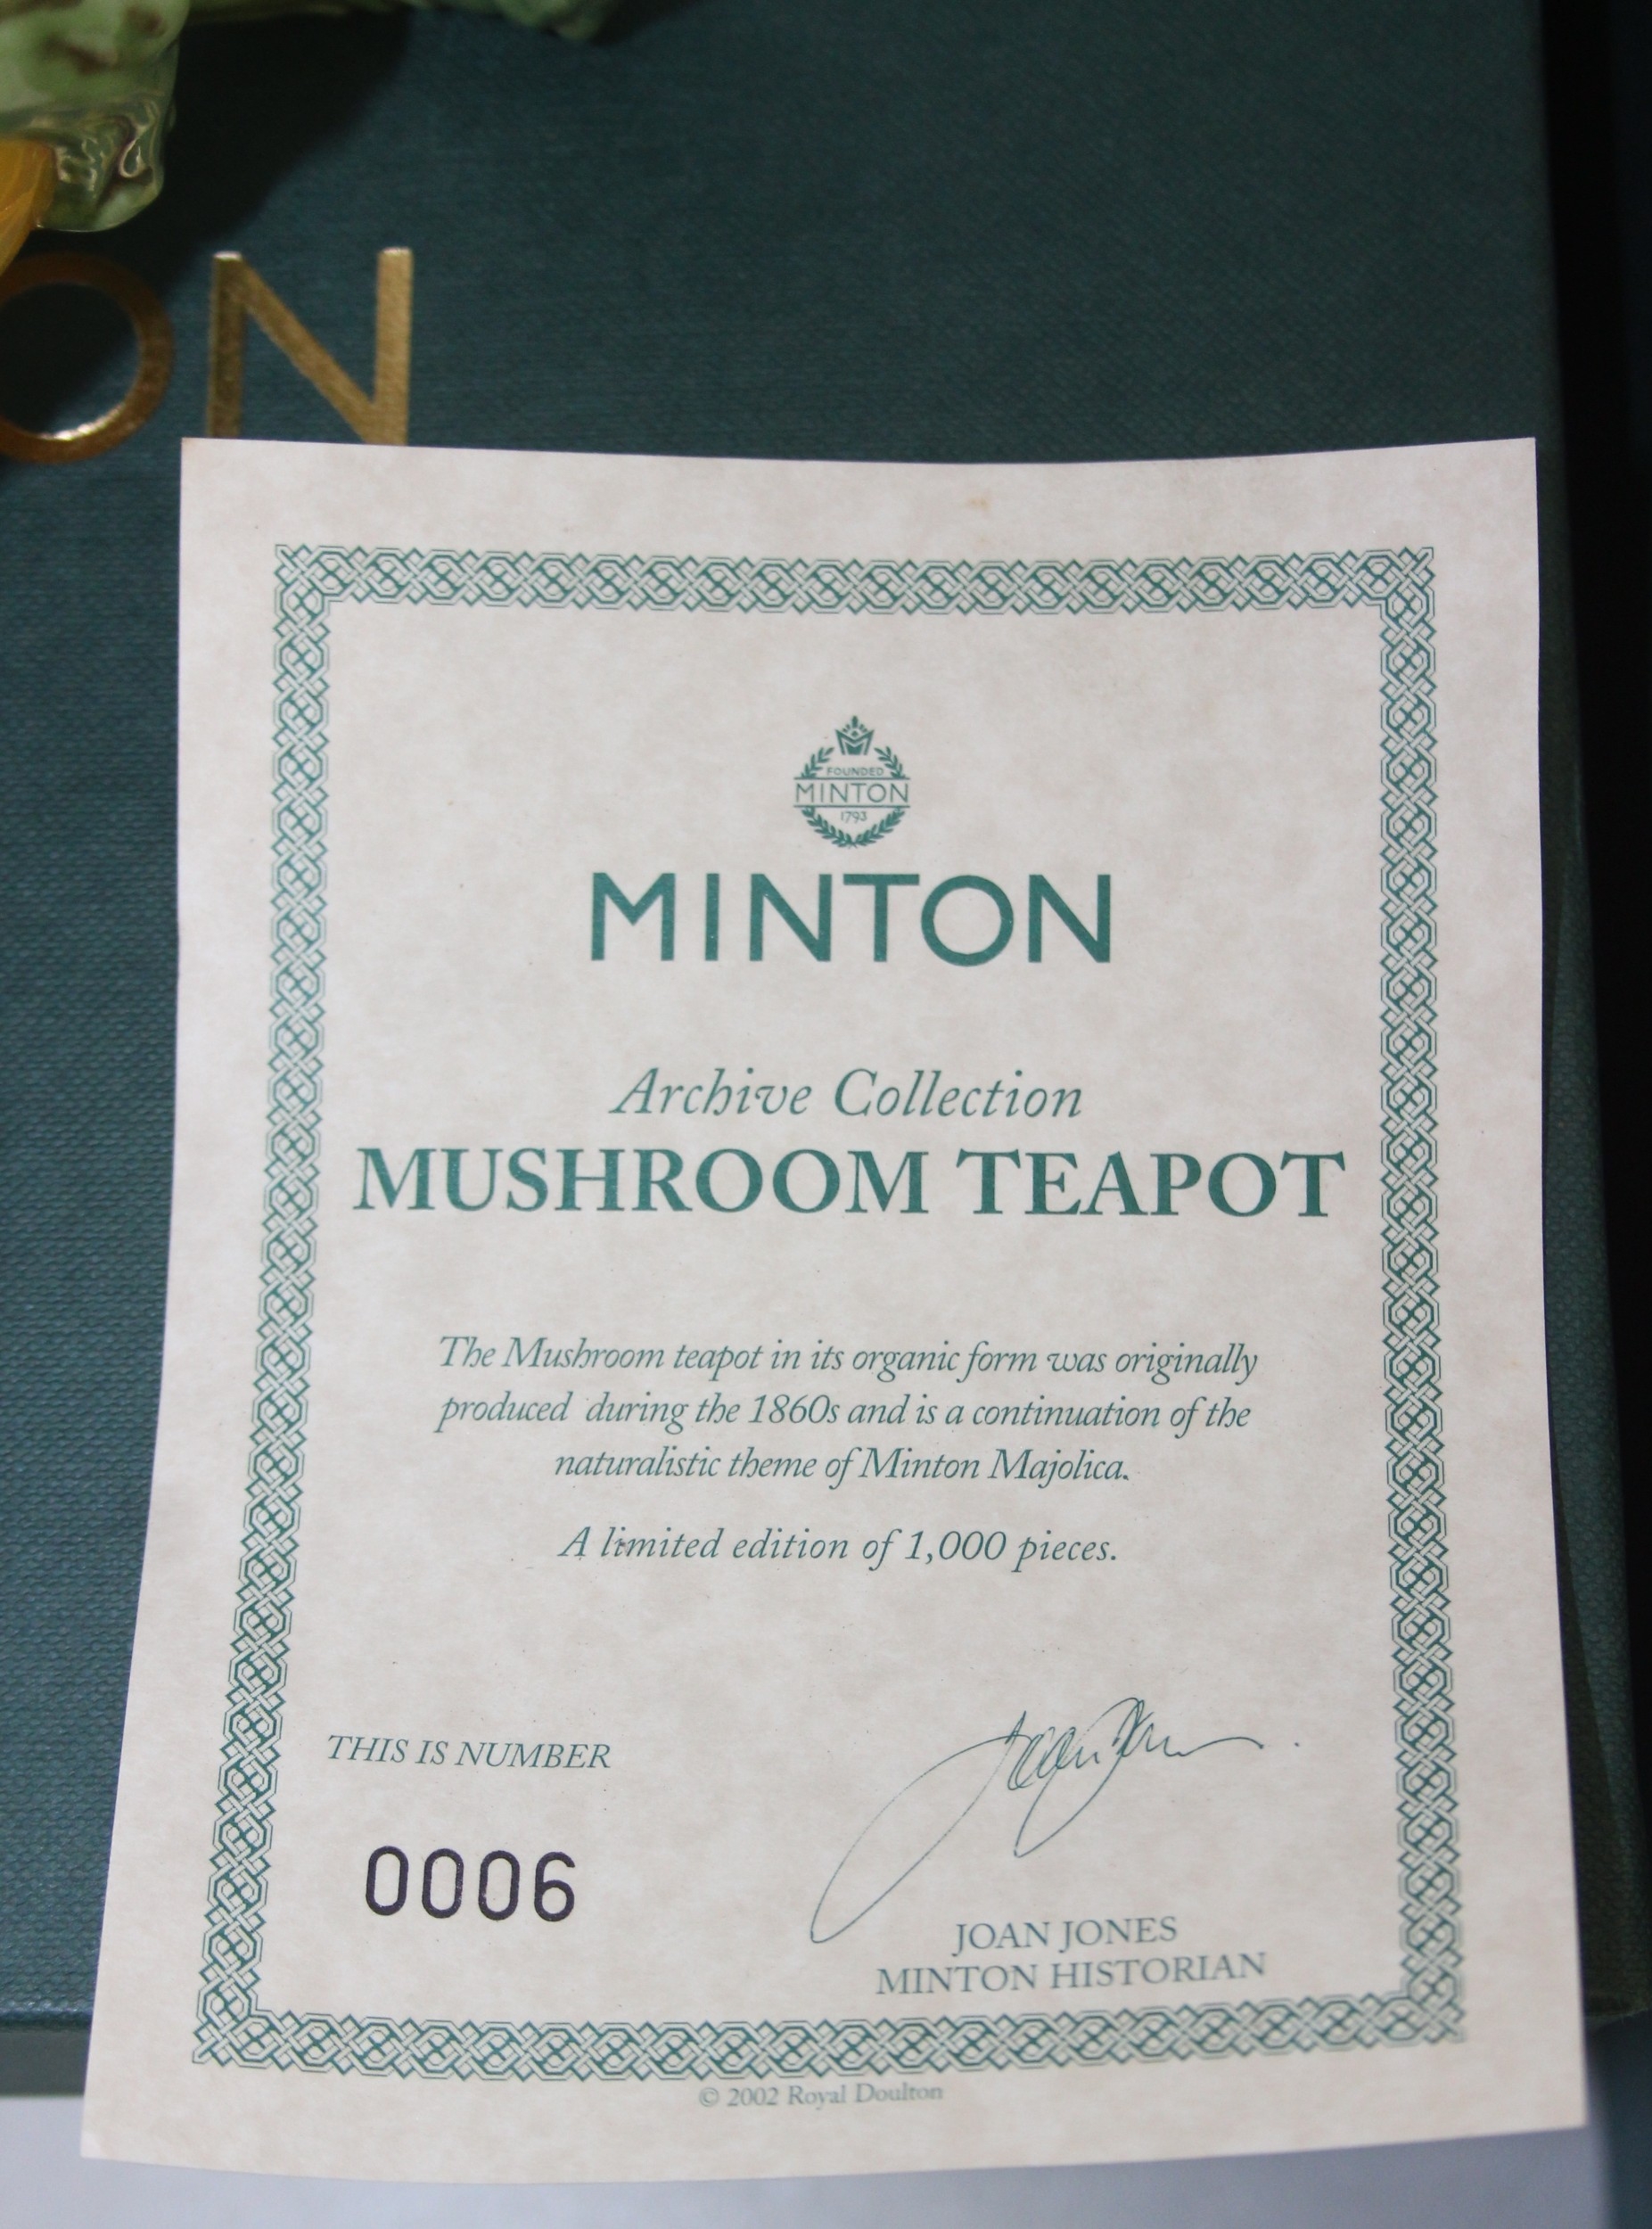 ON
FOUNDED
MINTON
1793
MINTON
Archive Collection
MUSHROOM TEAPOT
The Mushroom teapot in its organic form was originally
produced during the 1860s and is a continuation of the
naturalistic theme of Minton Majolica.
A limited edition of 1,000 pieces.
THIS IS NUMBER
0006
JOAN JONES
MINTON HISTORIAN
© 2002 Royal Doulton